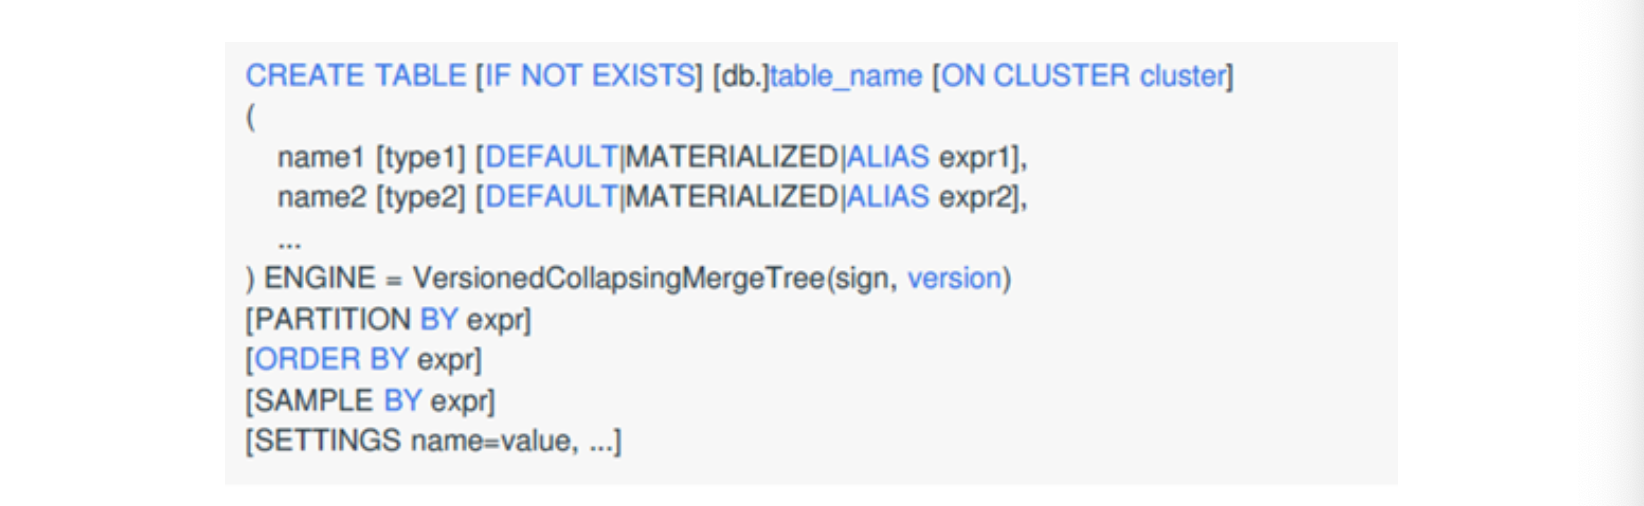 CREATE TABLE [IF NOT EXISTS] [db.]table_name [ON CLUSTER cluster]
(
    name1 [type1] [DEFAULT|MATERIALIZED|ALIAS expr1],
    name2 [type2] [DEFAULT|MATERIALIZED|ALIAS expr2],
    ...
) ENGINE = VersionedCollapsingMergeTree(sign, version)
[PARTITION BY expr]
[ORDER BY expr]
[SAMPLE BY expr]
[SETTINGS name=value, ...]